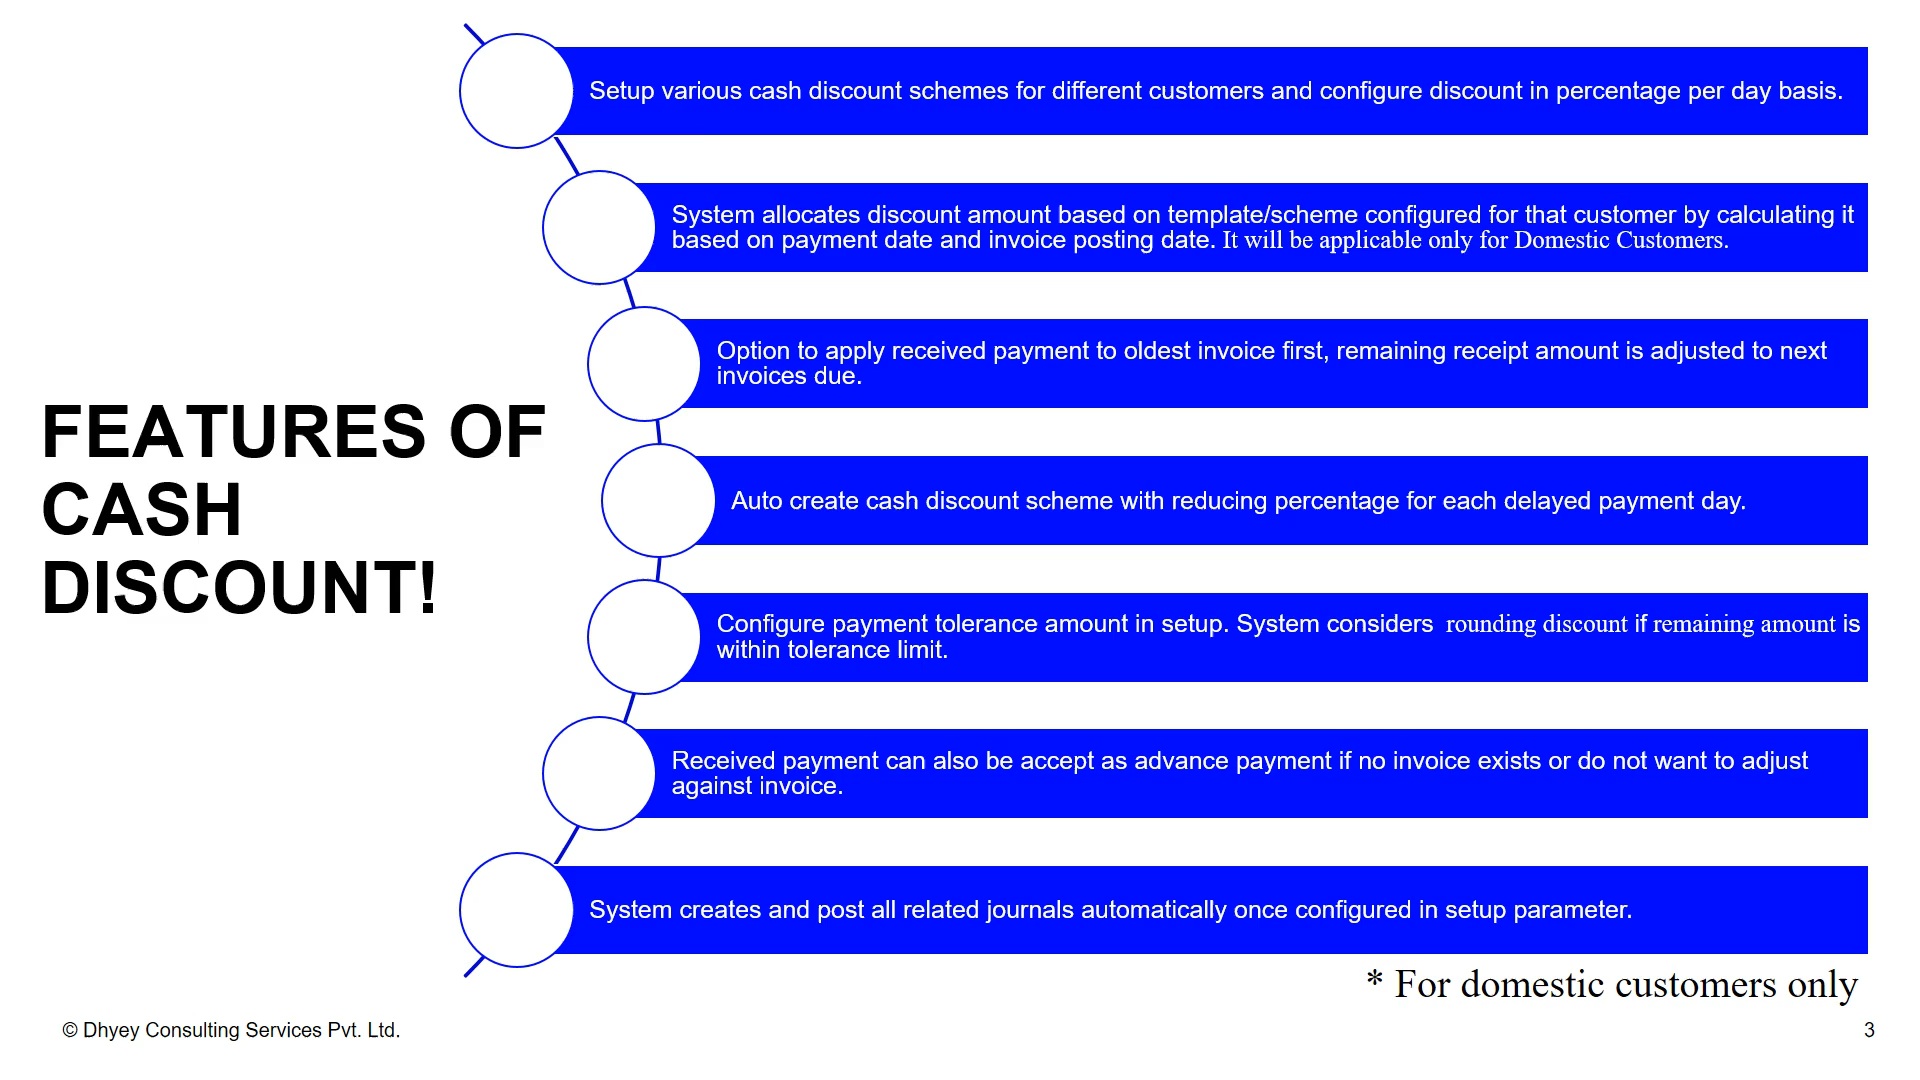 FEATURES OF
CASH
DISCOUNT!
Setup various cash discount schemes for different customers and configure discount in percentage per day basis.
System allocates discount amount based on template/scheme configured for that customer by calculating it
based on payment date and invoice posting date. It will be applicable only for Domestic Customers.
Option to apply received payment to oldest invoice first, remaining receipt amount is adjusted to next
invoices due.
Auto create cash discount scheme with reducing percentage for each delayed payment day.
Configure payment tolerance amount in setup. System considers rounding discount if remaining amount is
within tolerance limit.
Received payment can also be accept as advance payment if no invoice exists or do not want to adjust
against invoice.
System creates and post all related journals automatically once configured in setup parameter.
* For domestic customers only
© Dhyey Consulting Services Pvt. Ltd.
3